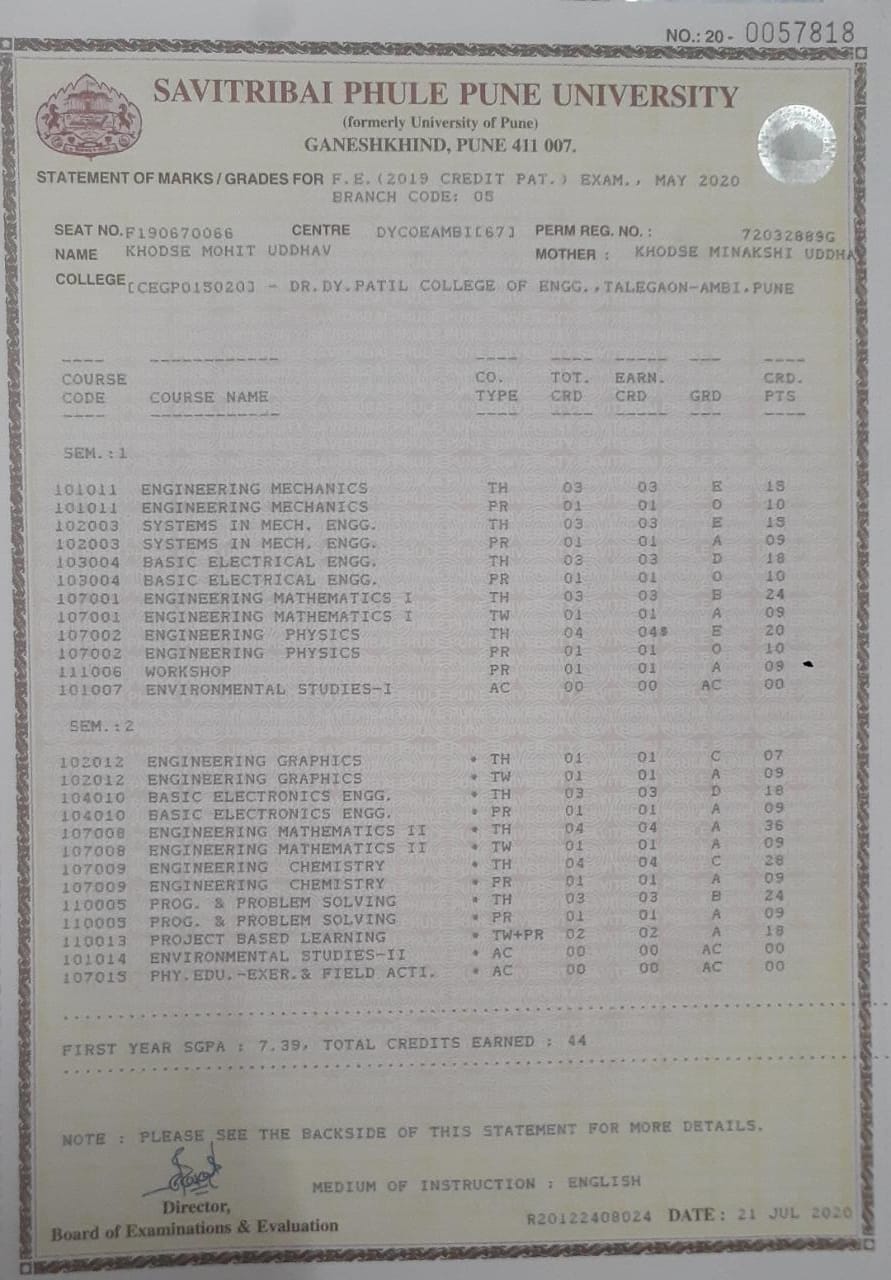 NO.: 20- 0057818
SAVITRIBAI PHULE PUNE UNIVERSITY
(formerly University of Pune)
GANESHKHIND, PUNE 411 007.
STATEMENT OF MARKS / GRADES FOR F.E.(2019 CREDIT PAT.) EXAM., MAY 2020
BRANCH CODE: 05
SEAT NO. F190670066 CENTRE DYCOEAMBI[67] PERM REG. NO. : 72032889G
NAME KHODSE MOHIT UDDHAV MOTHER : KHODSE MINAKSHI UDDHA
COLLEGE [CEGP015020] - DR.DY.PATIL COLLEGE OF ENGG.,TALEGAON-AMBI,PUNE
COURSE CO. TOT. EARN. CRD.
CODE COURSE NAME TYPE CRD CRD GRD PTS
SEM.:1
101011 ENGINEERING MECHANICS TH 03 03 E 15
101011 ENGINEERING MECHANICS PR 01 01 O 10
102003 SYSTEMS IN MECH. ENGG. TH 03 03 E 15
102003 SYSTEMS IN MECH. ENGG. PR 01 01 A 09
103004 BASIC ELECTRICAL ENGG. TH 03 03 D 18
103004 BASIC ELECTRICAL ENGG. PR 01 01 O 10
107001 ENGINEERING MATHEMATICS I TH 03 03 B 24
107001 ENGINEERING MATHEMATICS I TW 01 01 A 09
107002 ENGINEERING PHYSICS TH 04 04$ E 20
107002 ENGINEERING PHYSICS PR 01 01 O 10
111006 WORKSHOP PR 01 01 A 09
101007 ENVIRONMENTAL STUDIES-I AC 00 00 AC 00
SEM.:2
102012 ENGINEERING GRAPHICS * TH 01 01 C 07
102012 ENGINEERING GRAPHICS * TW 01 01 A 09
104010 BASIC ELECTRONICS ENGG. * TH 03 03 D 18
104010 BASIC ELECTRONICS ENGG. * PR 01 01 A 09
107008 ENGINEERING MATHEMATICS II * TH 04 04 A 36
107008 ENGINEERING MATHEMATICS II * TW 01 01 A 09
107009 ENGINEERING CHEMISTRY * TH 04 04 C 28
107009 ENGINEERING CHEMISTRY * PR 01 01 A 09
110005 PROG. & PROBLEM SOLVING * TH 03 03 B 24
110005 PROG. & PROBLEM SOLVING * PR 01 01 A 09
110013 PROJECT BASED LEARNING * TW+PR 02 02 A 18
101014 ENVIRONMENTAL STUDIES-II * AC 00 00 AC 00
107015 PHY.EDU.-EXER.& FIELD ACTI. * AC 00 00 AC 00
FIRST YEAR SGPA : 7.39, TOTAL CREDITS EARNED : 44
NOTE : PLEASE SEE THE BACKSIDE OF THIS STATEMENT FOR MORE DETAILS.
MEDIUM OF INSTRUCTION : ENGLISH
Director,
Board of Examinations & Evaluation
R20122408024 DATE : 21 JUL 2020